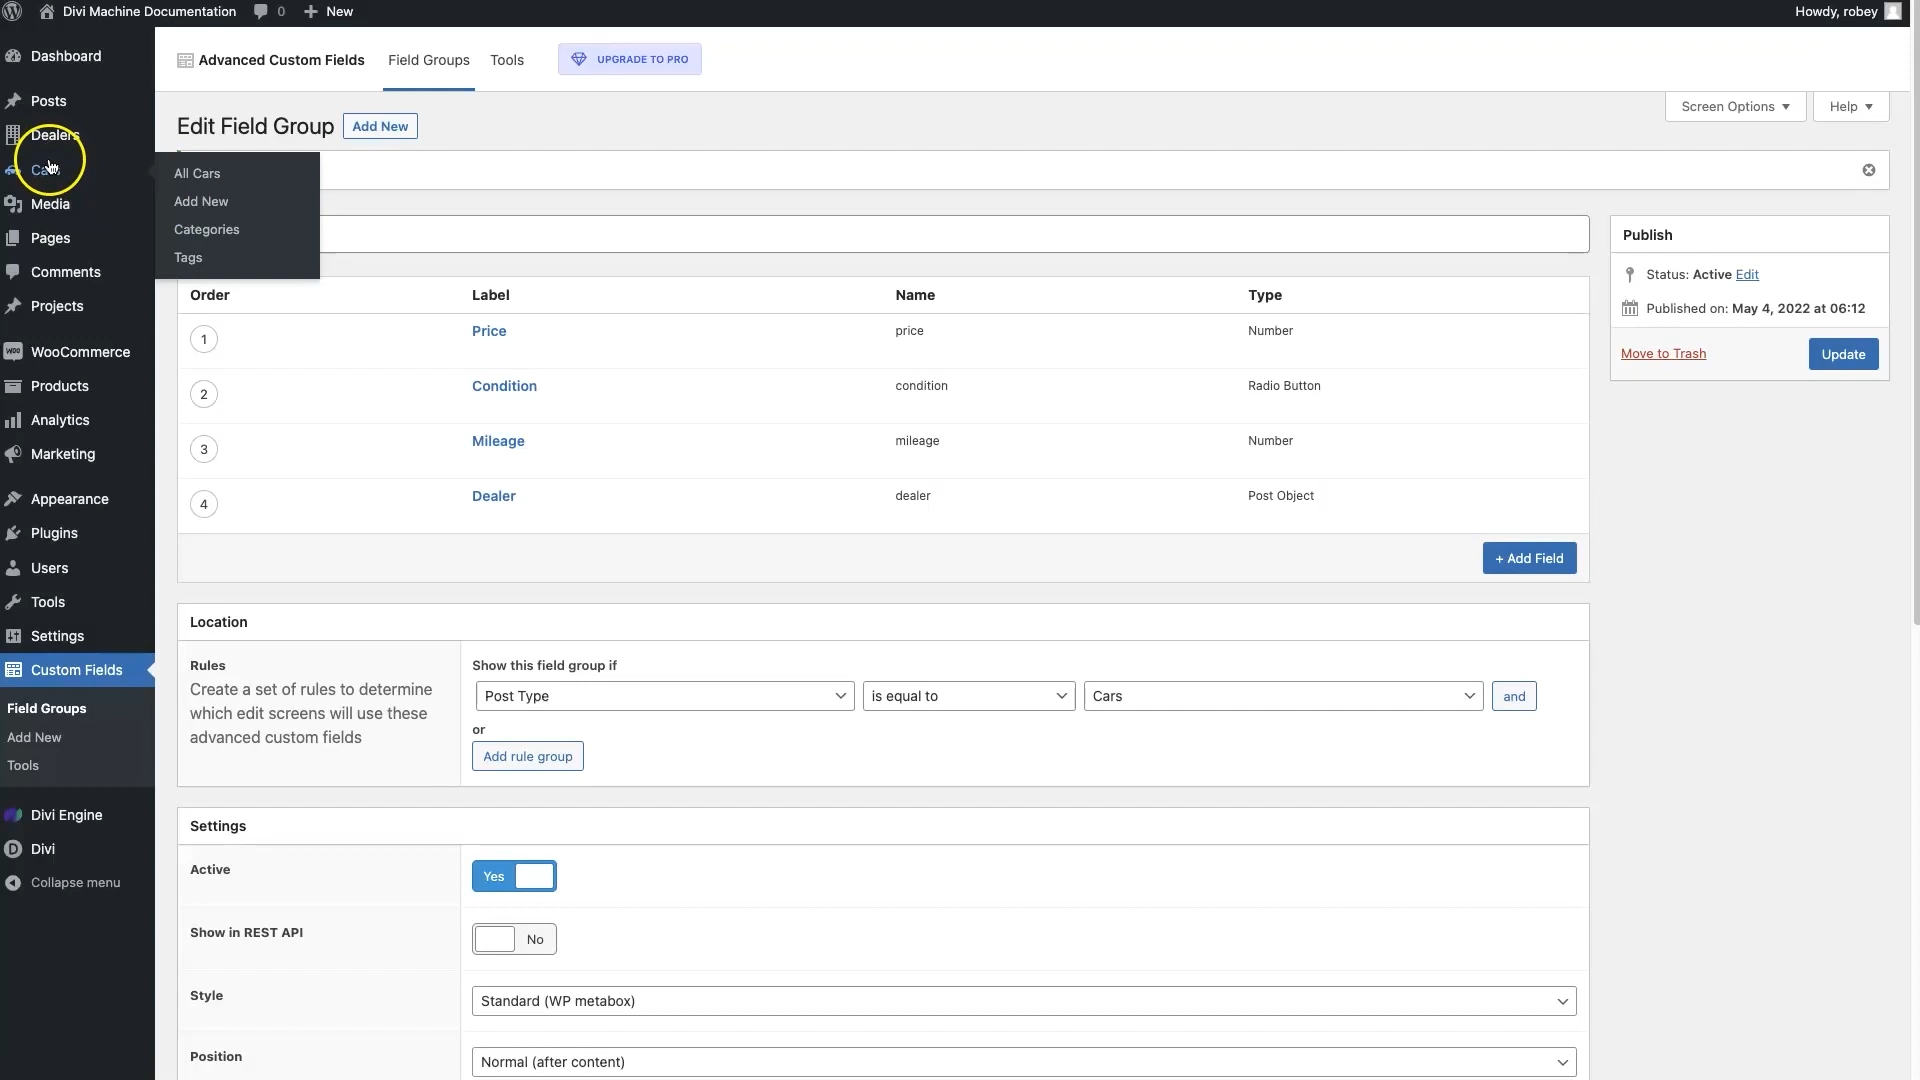 Divi Machine Documentation
0
New
Howdy, robey
Dashboard
Posts
Dealers
Media
Pages
Comments
Projects
WooCommerce
Products
Analytics
Marketing
Appearance
Plugins
Users
Tools
Settings
Custom Fields
Field Groups
Add New
Tools
Divi Engine
Divi
Collapse menu
All Cars
Add New
Categories
Tags
Advanced Custom Fields
Field Groups
Tools
UPGRADE TO PRO
Screen Options
Help
Edit Field Group
Add New
Order Label Name Type
1 Price price Number
2 Condition condition Radio Button
3 Mileage mileage Number
4 Dealer dealer Post Object
+ Add Field
Location
Rules
Create a set of rules to determine
which edit screens will use these
advanced custom fields
Show this field group if
Post Type is equal to Cars and
or
Add rule group
Settings
Active
Yes
Show in REST API
No
Style
Standard (WP metabox)
Position
Normal (after content)
Publish
Status: Active Edit
Published on: May 4, 2022 at 06:12
Move to Trash
Update